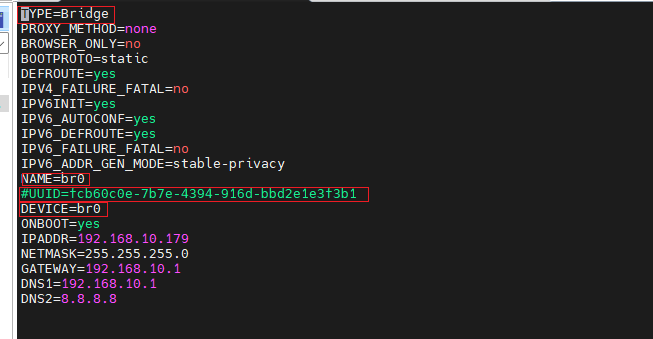 TYPE=Bridge
PROXY_METHOD=none
BROWSER_ONLY=no
BOOTPROTO=static
DEFROUTE=yes
IPV4_FAILURE_FATAL=no
IPV6INIT=yes
IPV6_AUTOCONF=yes
IPV6_DEFROUTE=yes
IPV6_FAILURE_FATAL=no
IPV6_ADDR_GEN_MODE=stable-privacy
NAME=br0
#UUID=fcb60c0e-7b7e-4394-916d-bbd2e1e3f3b1
DEVICE=br0
ONBOOT=yes
IPADDR=192.168.10.179
NETMASK=255.255.255.0
GATEWAY=192.168.10.1
DNS1=192.168.10.1
DNS2=8.8.8.8